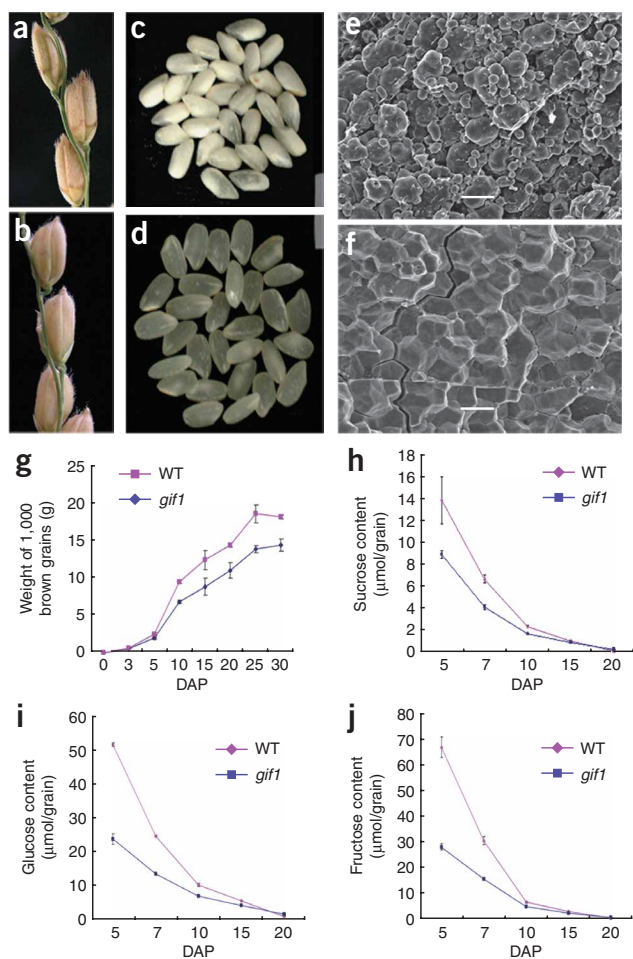 a
c
e
b
d
f
g
Weight of 1,000
brown grains (g)
25
20
15
10
5
0
WT
gif1
0 3 5 10 15 20 25 30
DAP
h
Sucrose content
(μmol/grain)
18
16
14
12
10
8
6
4
2
0
WT
gif1
5 7 10 15 20
DAP
i
Glucose content
(μmol/grain)
60
50
40
30
20
10
0
WT
gif1
5 7 10 15 20
DAP
j
Fructose content
(μmol/grain)
80
70
60
50
40
30
20
10
0
WT
gif1
5 7 10 15 20
DAP